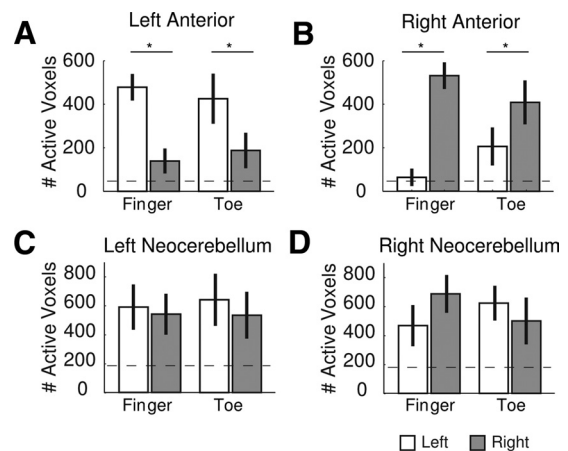 A
Left Anterior
# Active Voxels
600
400
200
0
*
*
Finger
Toe
B
Right Anterior
# Active Voxels
600
400
200
0
*
*
Finger
Toe
C
Left Neocerebellum
# Active Voxels
800
600
400
200
0
Finger
Toe
D
Right Neocerebellum
# Active Voxels
800
600
400
200
0
Finger
Toe
Left
Right